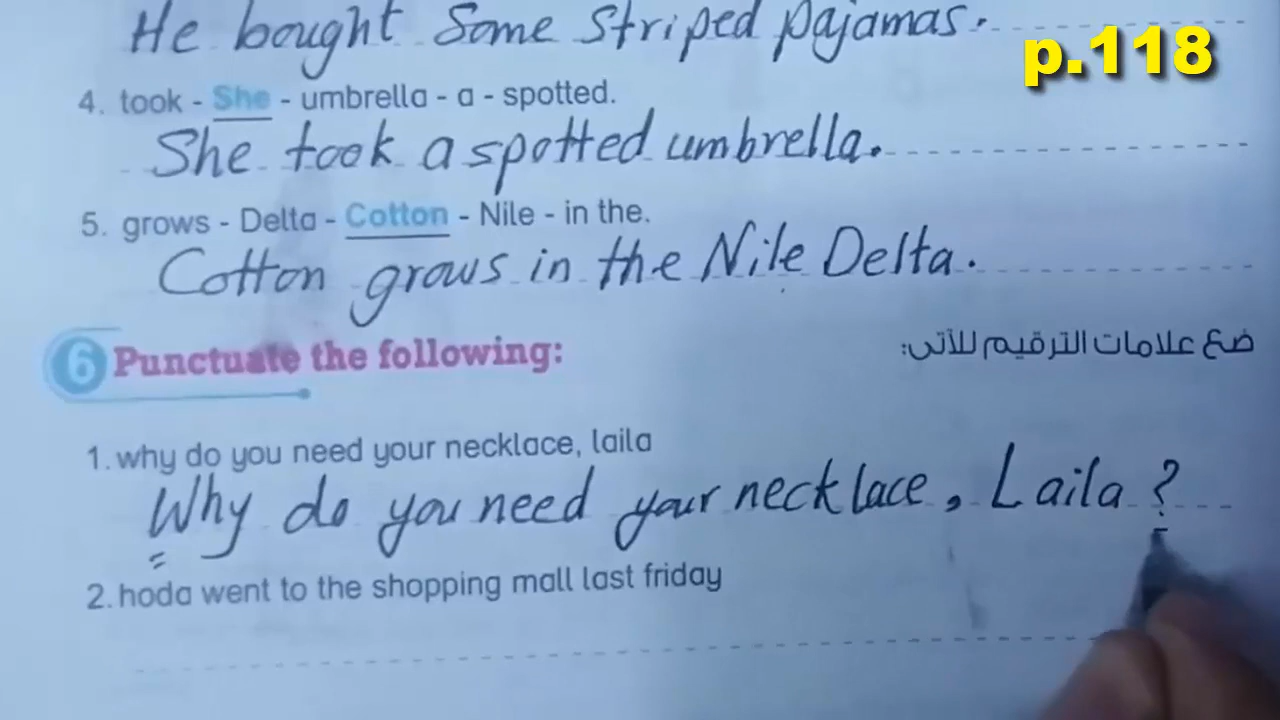 He bought some striped pajamas.
p.118
4. took - She - umbrella - a - spotted.
She took a spotted umbrella.
5. grows - Delta - Cotton - Nile - in the.
Cotton grows in the Nile Delta.
6 Punctuate the following: ضع علامات الترقيم للآتى:
1. why do you need your necklace, laila
Why do you need your necklace, Laila?
2. hoda went to the shopping mall last friday